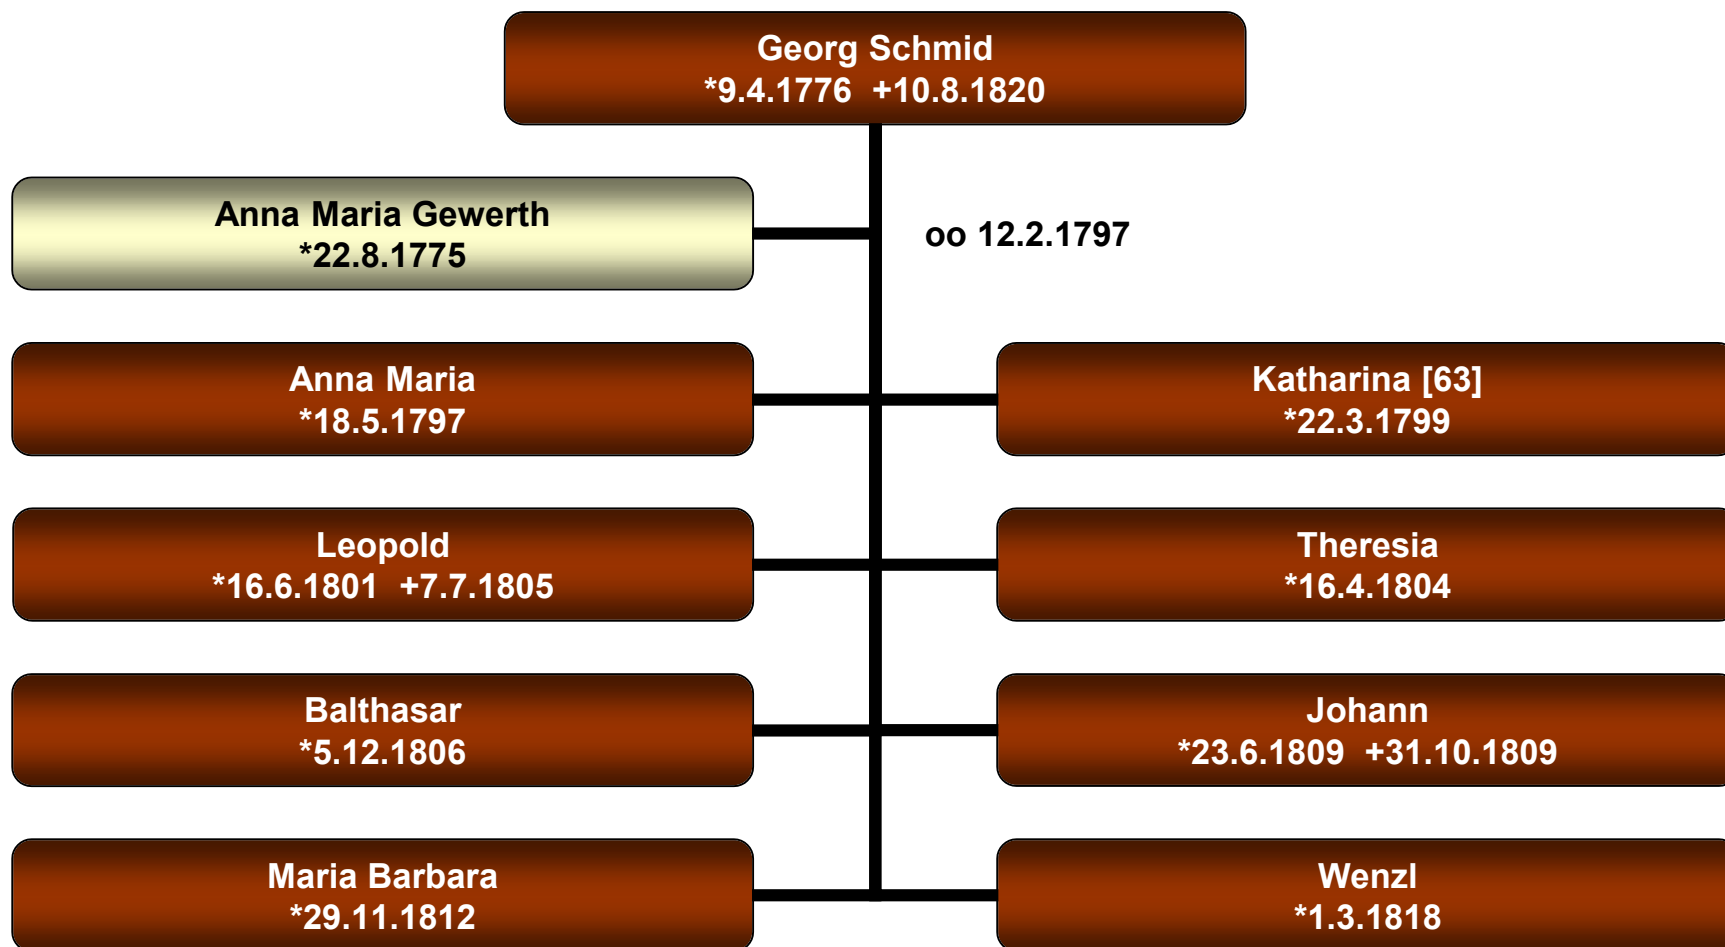 Georg Schmid
*9.4.1776 +10.8.1820
Anna Maria Gewerth
*22.8.1775
oo 12.2.1797
Anna Maria
*18.5.1797
Katharina [63]
*22.3.1799
Leopold
*16.6.1801 +7.7.1805
Theresia
*16.4.1804
Balthasar
*5.12.1806
Johann
*23.6.1809 +31.10.1809
Maria Barbara
*29.11.1812
Wenzl
*1.3.1818